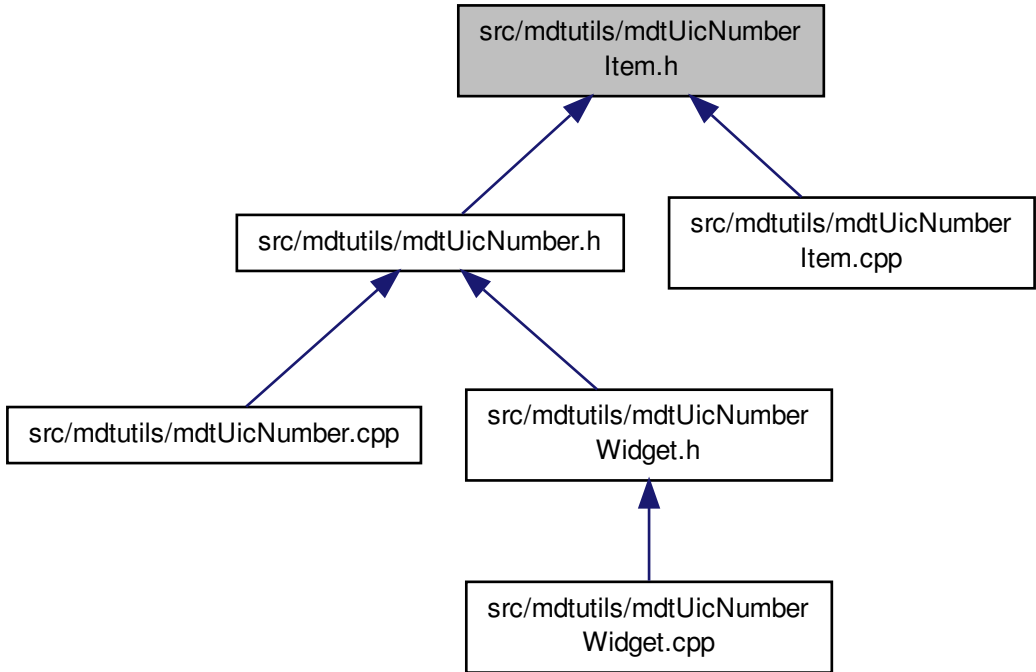 src/mdtutils/mdtUicNumber
Item.h
src/mdtutils/mdtUicNumber.h
src/mdtutils/mdtUicNumber
Item.cpp
src/mdtutils/mdtUicNumber.cpp
src/mdtutils/mdtUicNumber
Widget.h
src/mdtutils/mdtUicNumber
Widget.cpp